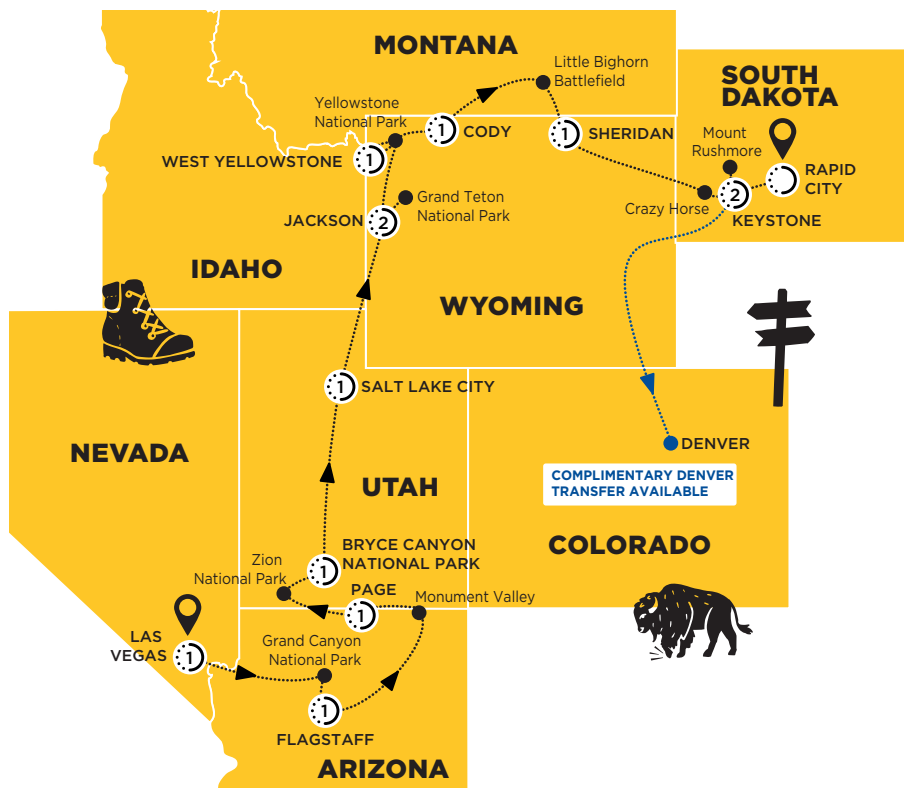 MONTANA
Little Bighorn
Battlefield
SOUTH
DAKOTA
Yellowstone
National Park
1
CODY
1
SHERIDAN
Mount
Rushmore
WEST YELLOWSTONE
1
RAPID
CITY
Grand Teton
National Park
Crazy Horse
2
KEYSTONE
JACKSON
2
IDAHO
WYOMING
1
SALT LAKE CITY
NEVADA
DENVER
COMPLIMENTARY DENVER
TRANSFER AVAILABLE
UTAH
COLORADO
BRYCE CANYON
NATIONAL PARK
1
Zion
National Park
PAGE
1
Monument Valley
LAS
VEGAS
1
Grand Canyon
National Park
1
FLAGSTAFF
ARIZONA